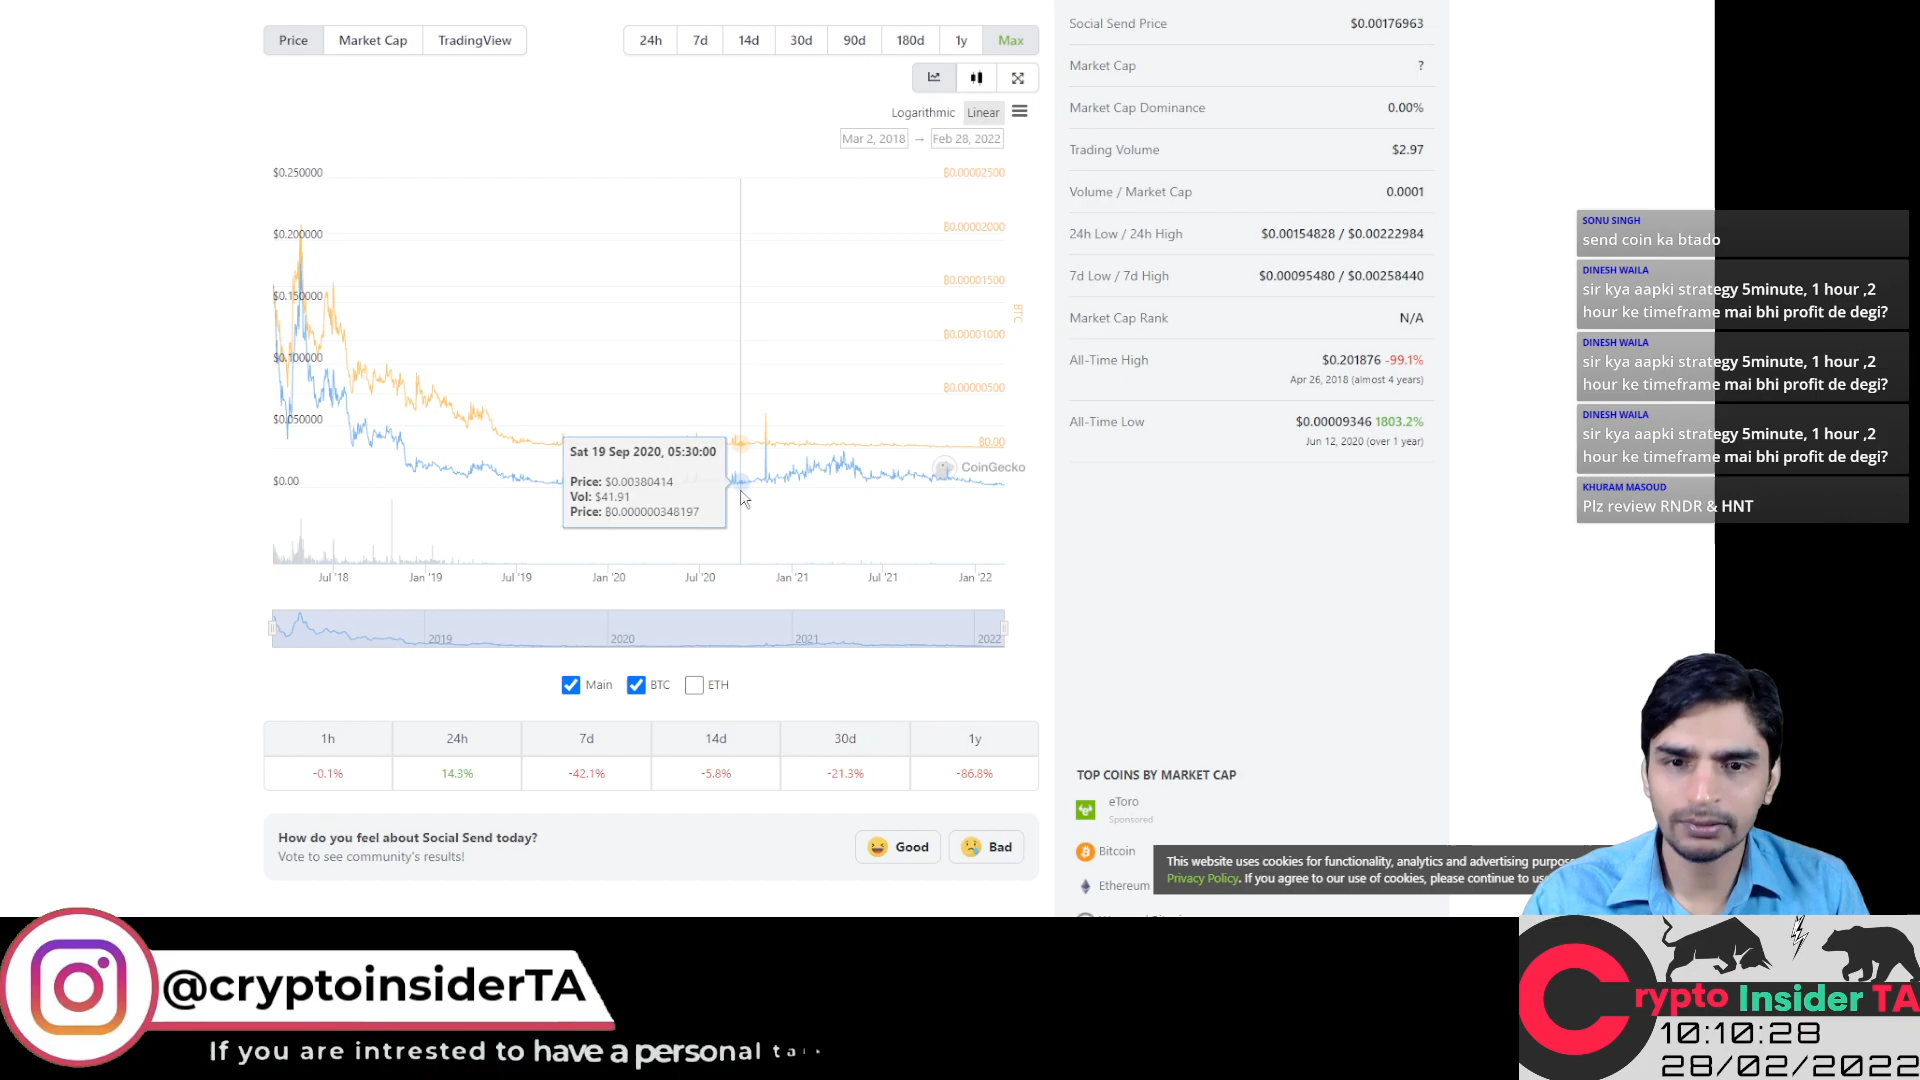 Price Market Cap TradingView
24h 7d 14d 30d 90d 180d 1y Max
Logarithmic Linear
Mar 2, 2018 → Feb 28, 2022
$0.250000
$0.200000
$0.150000
$0.100000
$0.050000
$0.00
฿0.00002500
฿0.00002000
฿0.00001500
฿0.00001000
฿0.00000500
฿0.00
BTC
Sat 19 Sep 2020, 05:30:00
Price: $0.00380414
Vol: $41.91
Price: ฿0.000000348197
CoinGecko
Jul '18 Jan '19 Jul '19 Jan '20 Jul '20 Jan '21 Jul '21 Jan '22
2019 2020 2021 2022
Main BTC ETH
1h 24h 7d 14d 30d 1y
-0.1% 14.3% -42.1% -5.8% -21.3% -86.8%
How do you feel about Social Send today?
Vote to see community's results!
Good Bad
Social Send Price $0.00176963
Market Cap ?
Market Cap Dominance 0.00%
Trading Volume $2.97
Volume / Market Cap 0.0001
24h Low / 24h High $0.00154828 / $0.00222984
7d Low / 7d High $0.00095480 / $0.00258440
Market Cap Rank N/A
All-Time High $0.201876 -99.1%
Apr 26, 2018 (almost 4 years)
All-Time Low $0.00009346 1803.2%
Jun 12, 2020 (over 1 year)
TOP COINS BY MARKET CAP
eToro
Sponsored
Bitcoin
Ethereum
This website uses cookies for functionality, analytics and advertising
Privacy Policy. If you agree to our use of cookies, please continue to
SONU SINGH
send coin ka btado
DINESH WAILA
sir kya aapki strategy 5minute, 1 hour ,2
hour ke timeframe mai bhi profit de degi?
DINESH WAILA
sir kya aapki strategy 5minute, 1 hour ,2
hour ke timeframe mai bhi profit de degi?
DINESH WAILA
sir kya aapki strategy 5minute, 1 hour ,2
hour ke timeframe mai bhi profit de degi?
KHURAM MASOUD
Plz review RNDR & HNT
@cryptoinsiderTA
If you are intrested to have a personal
Crypto Insider TA
10:10:28
28/02/2022